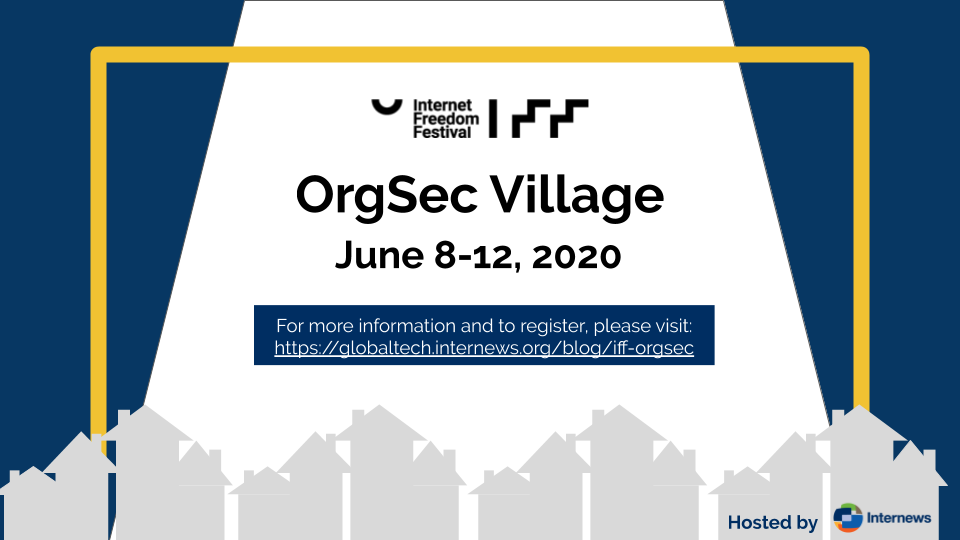 Internet
Freedom
Festival
IFF
OrgSec Village
June 8-12, 2020
For more information and to register, please visit:
https://globaltech.internews.org/blog/iff-orgsec
Hosted by Internews